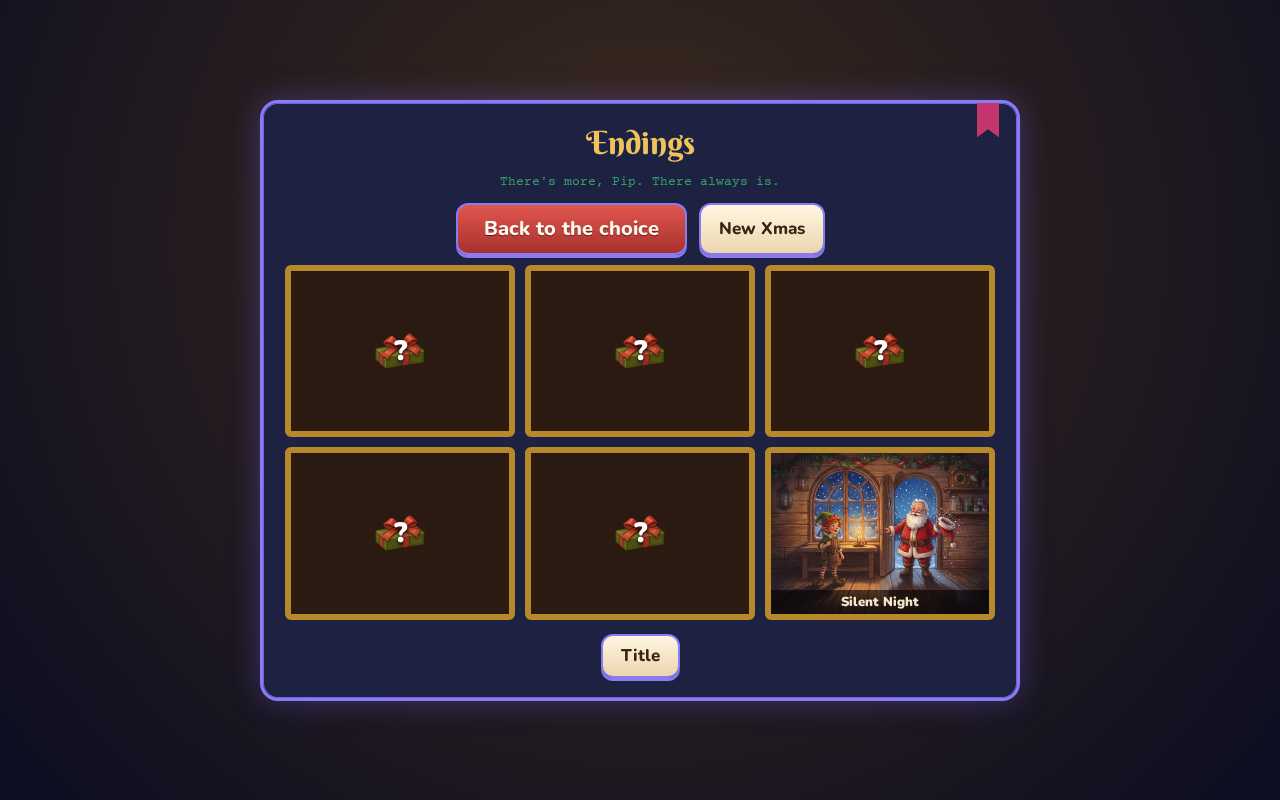 Endings
There's more, Pip. There always is.
Back to the choice
New Xmas
?
?
?
?
?
Silent Night
Title